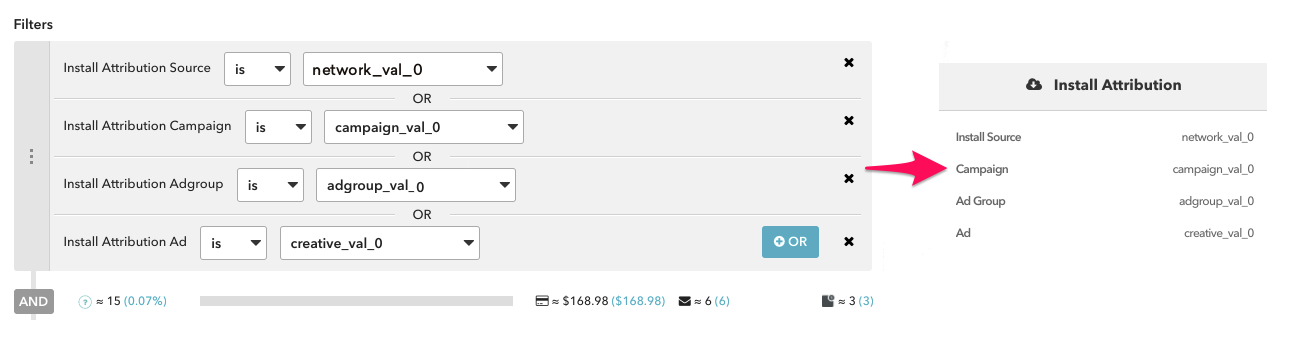 Filters
Install Attribution Source is network_val_0
OR
Install Attribution Campaign is campaign_val_0
OR
Install Attribution Adgroup is adgroup_val_0
OR
Install Attribution Ad is creative_val_0 OR
AND ? ≈ 15 (0.07%) ≈ $168.98 ($168.98) ≈ 6 (6) ≈ 3 (3)
Install Attribution
Install Source network_val_0
Campaign campaign_val_0
Ad Group adgroup_val_0
Ad creative_val_0